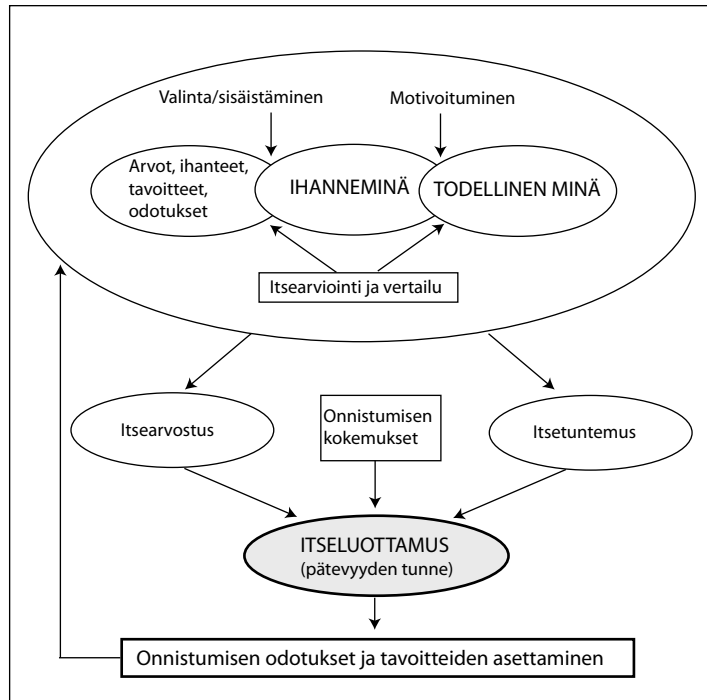 Valinta/sisäistäminen
Motivoituminen
Arvot, ihanteet,
tavoitteet,
odotukset
IHANNEMINÄ
TODELLINEN MINÄ
Itsearviointi ja vertailu
Itsearvostus
Onnistumisen
kokemukset
Itsetuntemus
ITSELUOTTAMUS
(pätevyyden tunne)
Onnistumisen odotukset ja tavoitteiden asettaminen